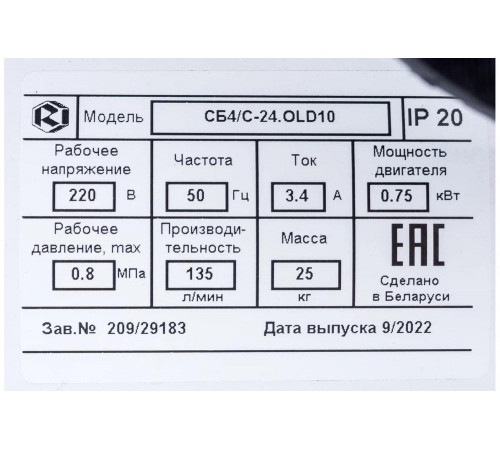 Модель СБ4/С-24.OLD10 IP 20
Рабочее напряжение 220 В
Частота 50 Гц
Ток 3.4 А
Мощность двигателя 0.75 кВт
Рабочее давление, max 0.8 МПа
Производи-
тельность 135 л/мин
Масса 25 кг
EAC
Сделано
в Беларуси
Зав.№ 209/29183 Дата выпуска 9/2022